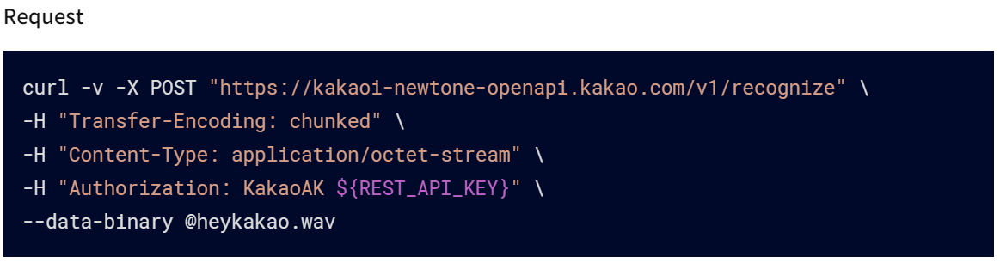 Request
curl -v -X POST "https://kakaoi-newtone-openapi.kakao.com/v1/recognize" \
-H "Transfer-Encoding: chunked" \
-H "Content-Type: application/octet-stream" \
-H "Authorization: KakaoAK ${REST_API_KEY}" \
--data-binary @heykakao.wav